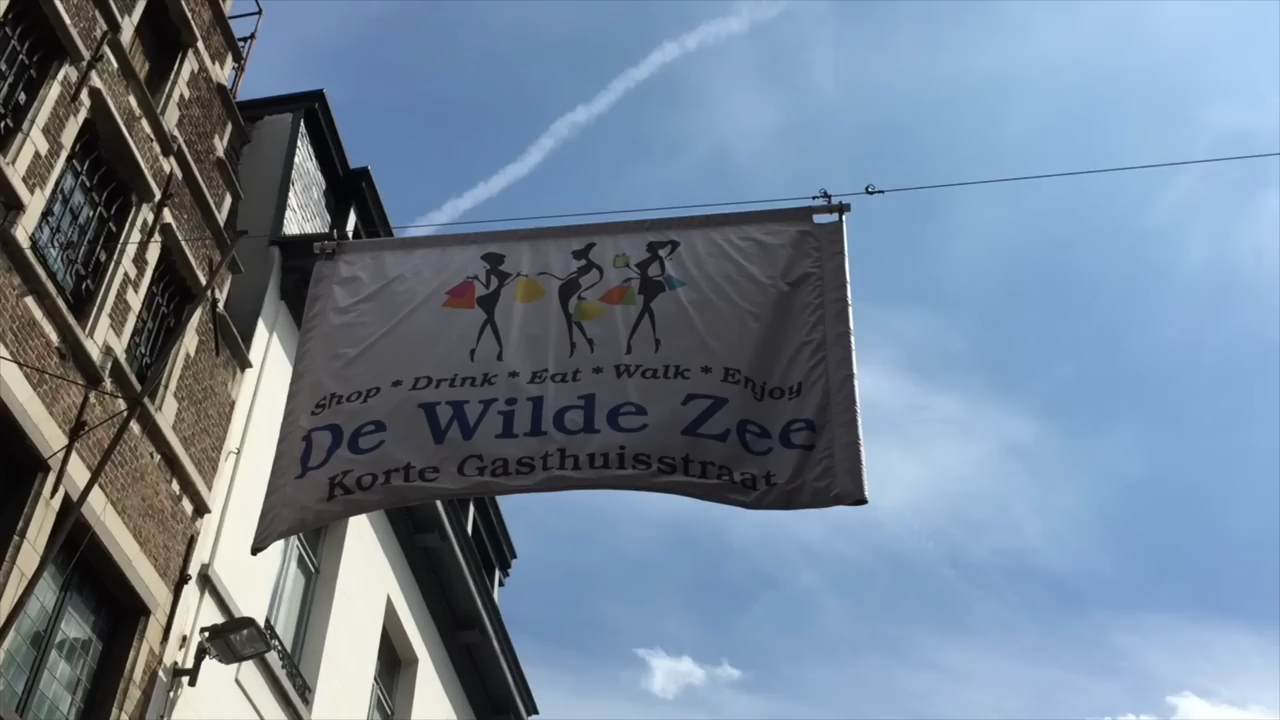 Shop * Drink * Eat * Walk * Enjoy
De Wilde Zee
Korte Gasthuisstraat